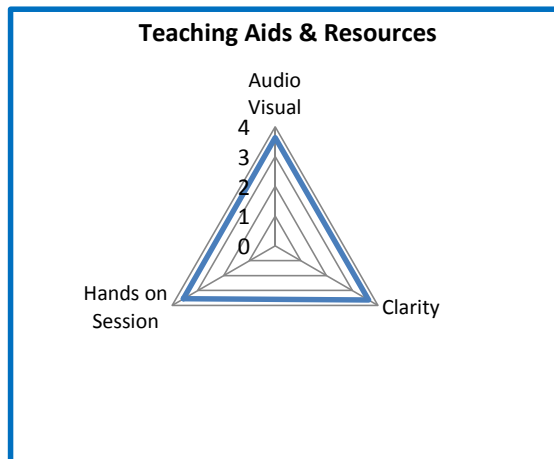 Teaching Aids & Resources
Audio
Visual
4
3
2
1
0
Hands on
Session
Clarity